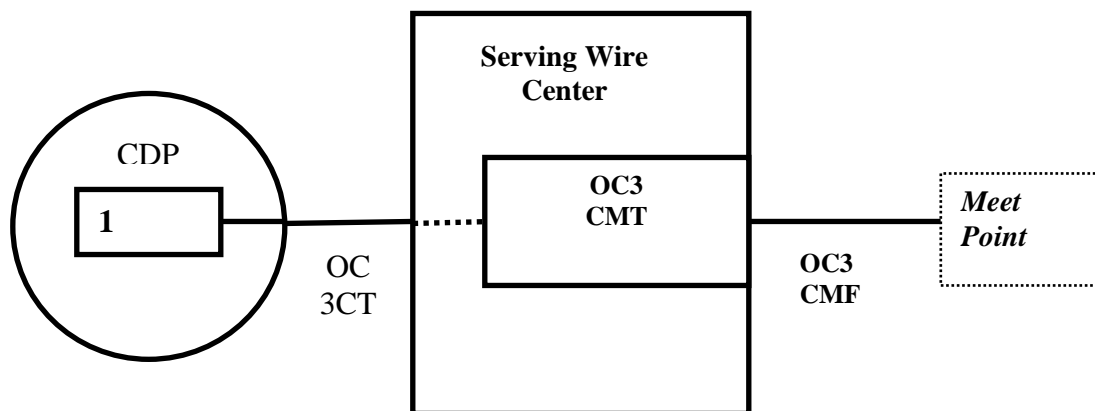 Serving Wire
Center
CDP
1
OC
3CT
OC3
CMT
OC3
CMF
Meet
Point